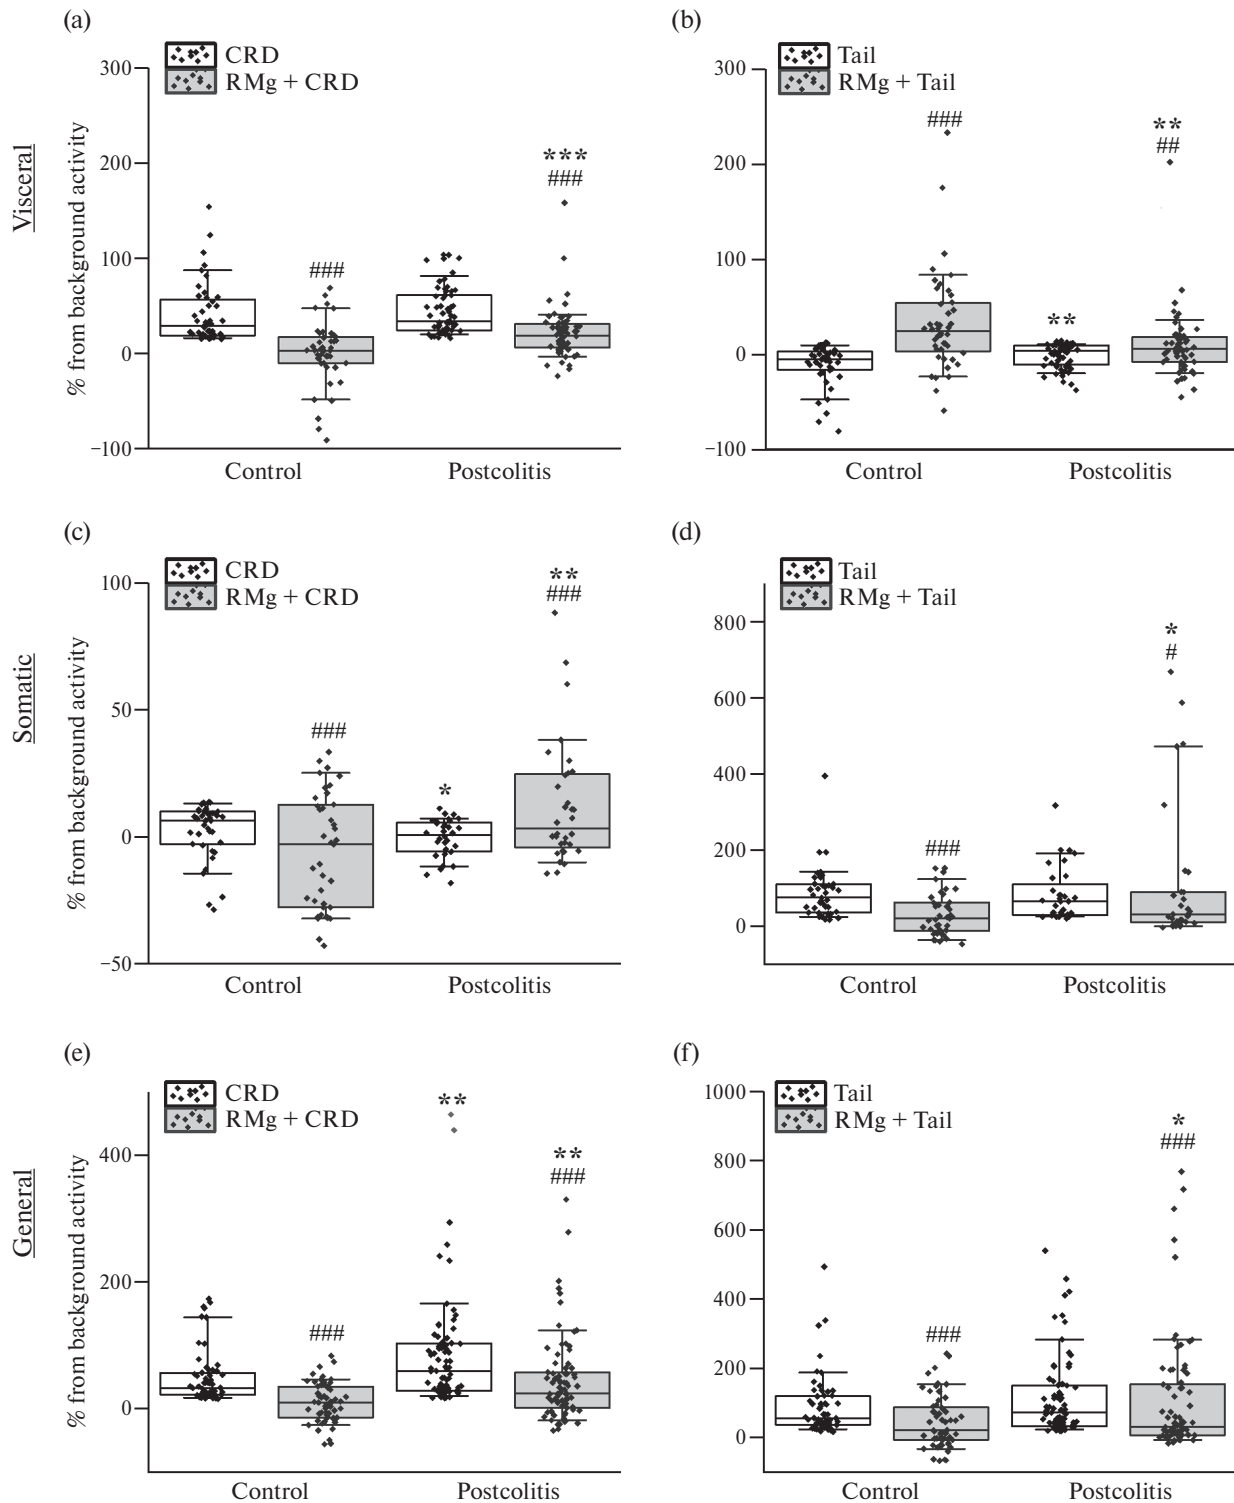 (a)
CRD
RMg + CRD
300
200
100
0
−100
% from background activity
Visceral
###
***
###
Control
Postcolitis
(b)
Tail
RMg + Tail
300
200
100
0
−100
###
**
**
##
Control
Postcolitis
(c)
CRD
RMg + CRD
100
50
0
−50
% from background activity
Somatic
###
*
**
###
Control
Postcolitis
(d)
Tail
RMg + Tail
800
600
400
200
0
###
*
#
Control
Postcolitis
(e)
CRD
RMg + CRD
400
200
0
% from background activity
General
###
**
**
###
Control
Postcolitis
(f)
Tail
RMg + Tail
1000
800
600
400
200
0
###
*
###
Control
Postcolitis